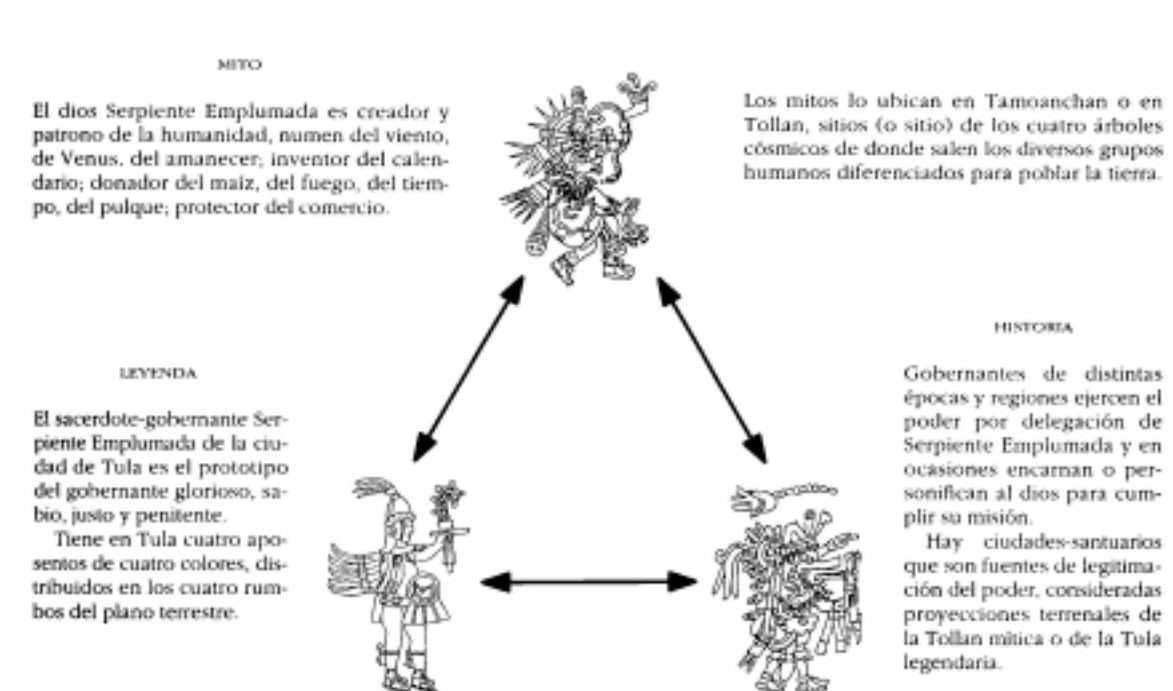 MITO
El dios Serpiente Emplumada es creador y
patrono de la humanidad, numen del viento,
de Venus, del amanecer; inventor del calen-
dario; donador del maíz, del fuego, del tiem-
po, del pulque; protector del comercio.
Los mitos lo ubican en Tamoanchan o en
Tollan, sitios (o sitio) de los cuatro árboles
cósmicos de donde salen los diversos grupos
humanos diferenciados para poblar la tierra.
LEYENDA
El sacerdote-gobernante Ser-
piente Emplumada de la ciu-
dad de Tula es el prototipo
del gobernante glorioso, sa-
bio, justo y penitente.
Tiene en Tula cuatro apo-
sentos de cuatro colores, dis-
tribuidos en los cuatro rum-
bos del plano terrestre.
HISTORIA
Gobernantes de distintas
épocas y regiones ejercen el
poder por delegación de
Serpiente Emplumada y en
ocasiones encarnan o per-
sonifican al dios para cum-
plir su misión.
Hay ciudades-santuarios
que son fuentes de legitima-
ción del poder, consideradas
proyecciones terrenales de
la Tollan mítica o de la Tula
legendaria.